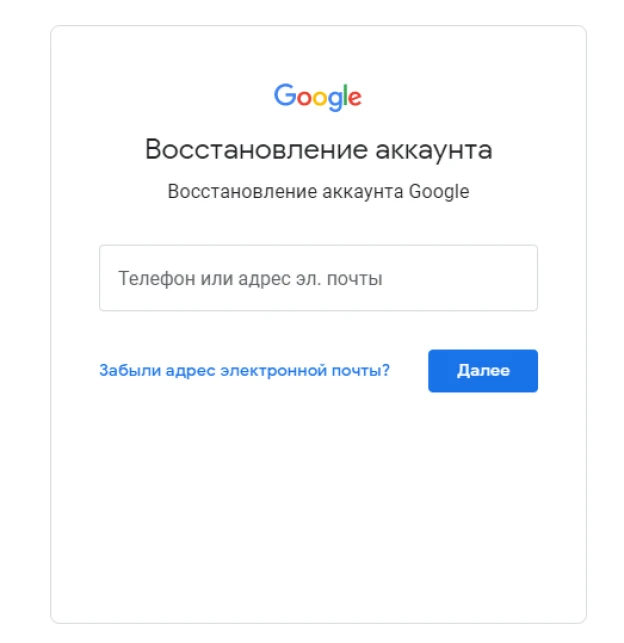 Google
Восстановление аккаунта
Восстановление аккаунта Google
Телефон или адрес эл. почты
Забыли адрес электронной почты?
Далее